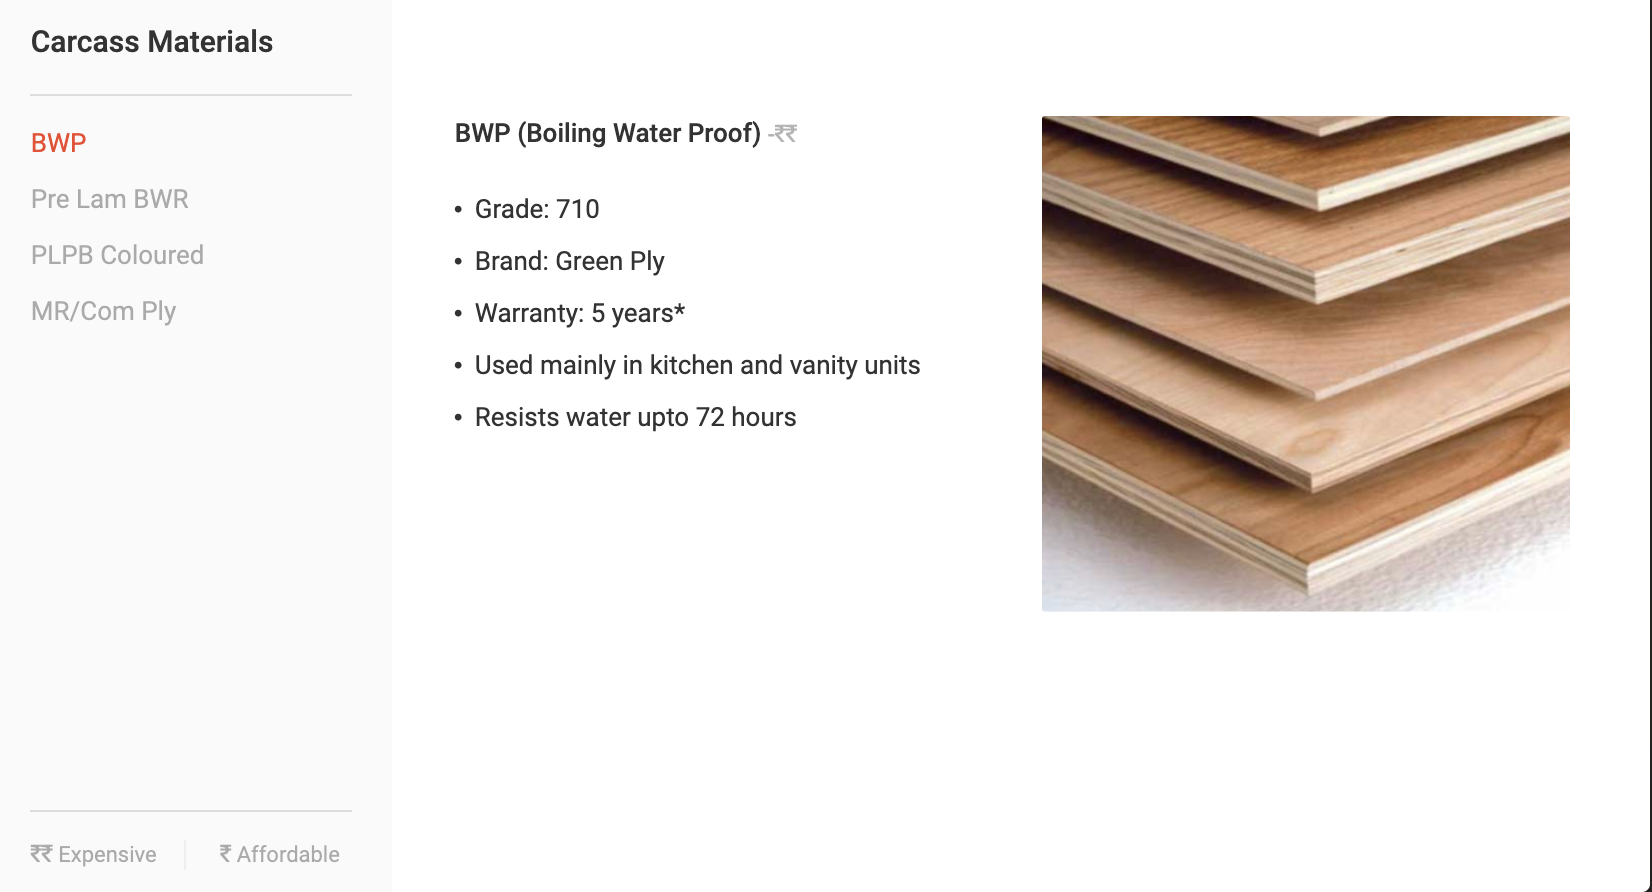 Carcass Materials
BWP
Pre Lam BWR
PLPB Coloured
MR/Com Ply
₹₹ Expensive
₹ Affordable
BWP (Boiling Water Proof) -₹₹
• Grade: 710
• Brand: Green Ply
• Warranty: 5 years*
• Used mainly in kitchen and vanity units
• Resists water upto 72 hours